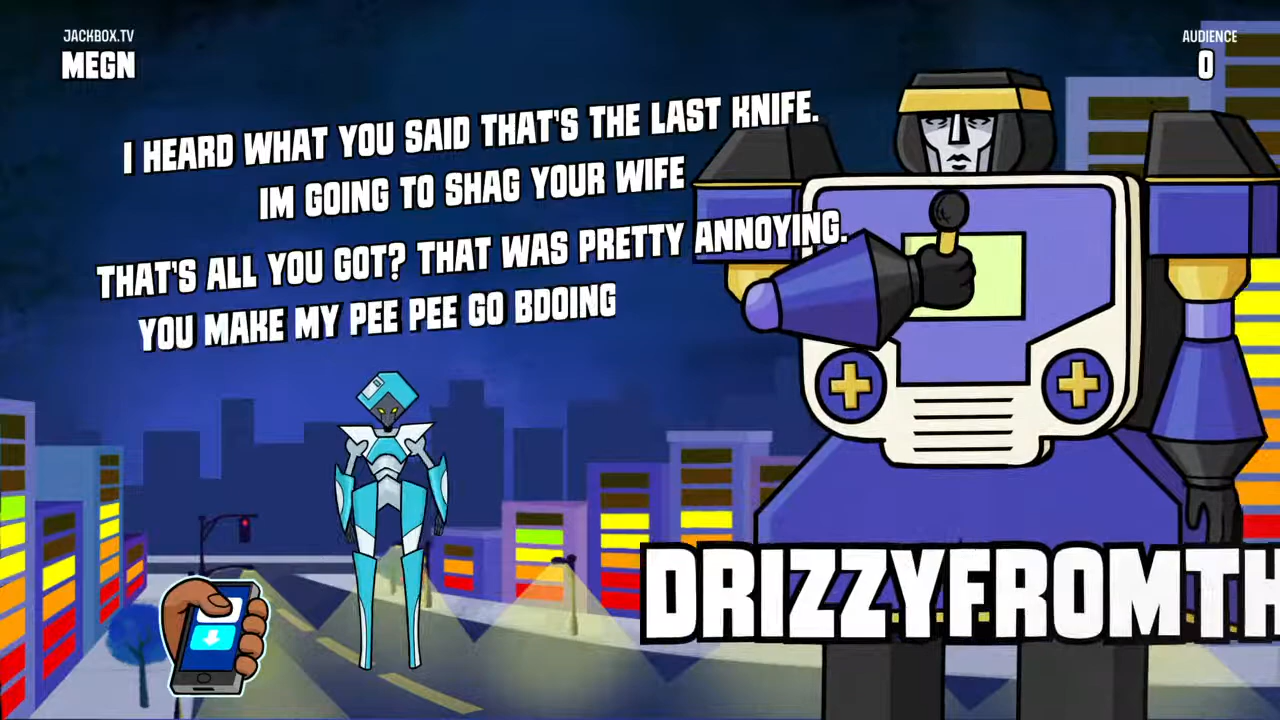 JACKBOX.TV
MEGN
AUDIENCE
0
I HEARD WHAT YOU SAID THAT'S THE LAST KNIFE.
IM GOING TO SHAG YOUR WIFE
THAT'S ALL YOU GOT? THAT WAS PRETTY ANNOYING.
YOU MAKE MY PEE PEE GO BDOING
DRIZZYFROMTH